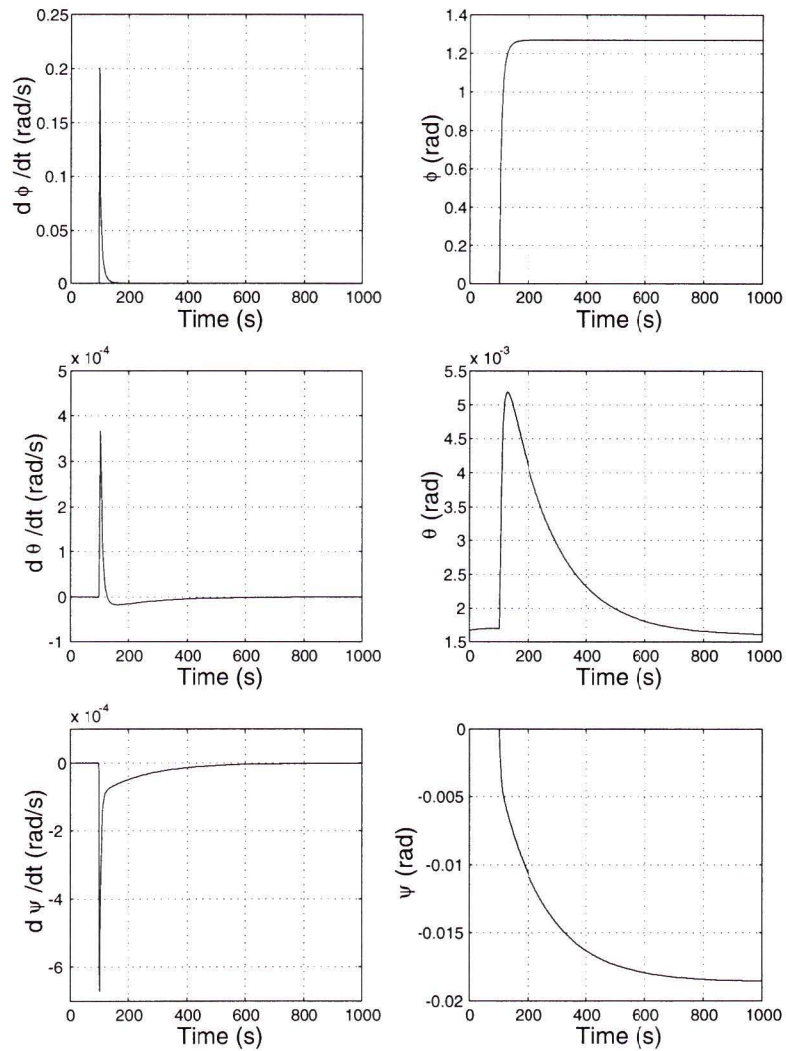 d φ /dt (rad/s)
0.25
0.2
0.15
0.1
0.05
0
0 200 400 600 800 1000
Time (s)
φ (rad)
1.4
1.2
1
0.8
0.6
0.4
0.2
0
0 200 400 600 800 1000
Time (s)
x 10⁻⁴
d θ /dt (rad/s)
5
4
3
2
1
0
-1
0 200 400 600 800 1000
Time (s)
x 10⁻³
θ (rad)
5.5
5
4.5
4
3.5
3
2.5
2
1.5
0 200 400 600 800 1000
Time (s)
x 10⁻⁴
d ψ /dt (rad/s)
0
-2
-4
-6
0 200 400 600 800 1000
Time (s)
ψ (rad)
0
-0.005
-0.01
-0.015
-0.02
0 200 400 600 800 1000
Time (s)